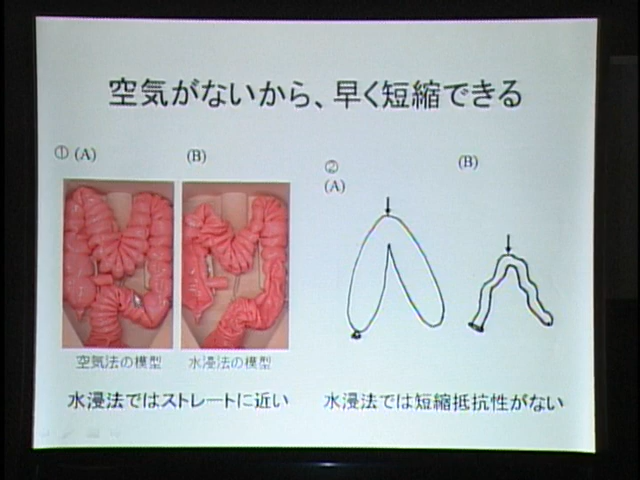 空気がないから、早く短縮できる
① (A)
(B)
②
(A)
(B)
空気法の模型
水浸法の模型
水浸法ではストレートに近い
水浸法では短縮抵抗性がない